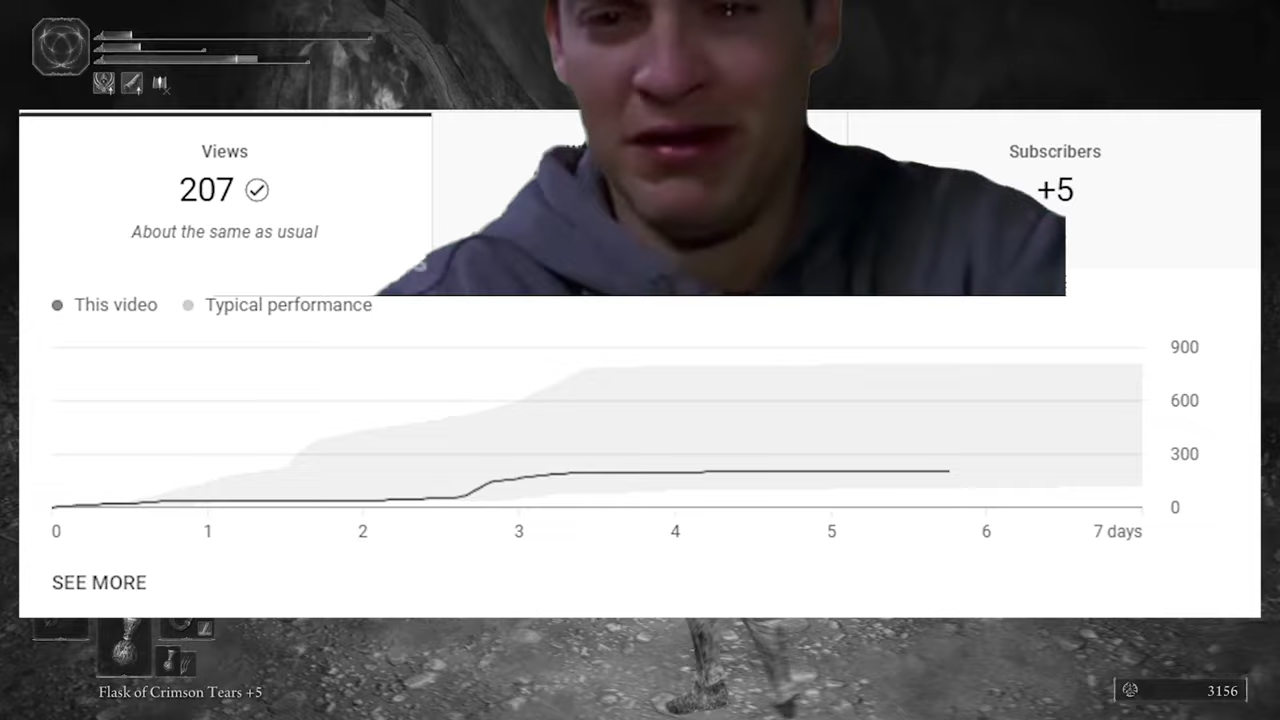 Views
207
About the same as usual
Subscribers
+5
This video
Typical performance
900
600
300
0
0 1 2 3 4 5 6 7 days
SEE MORE
Flask of Crimson Tears +5
3156